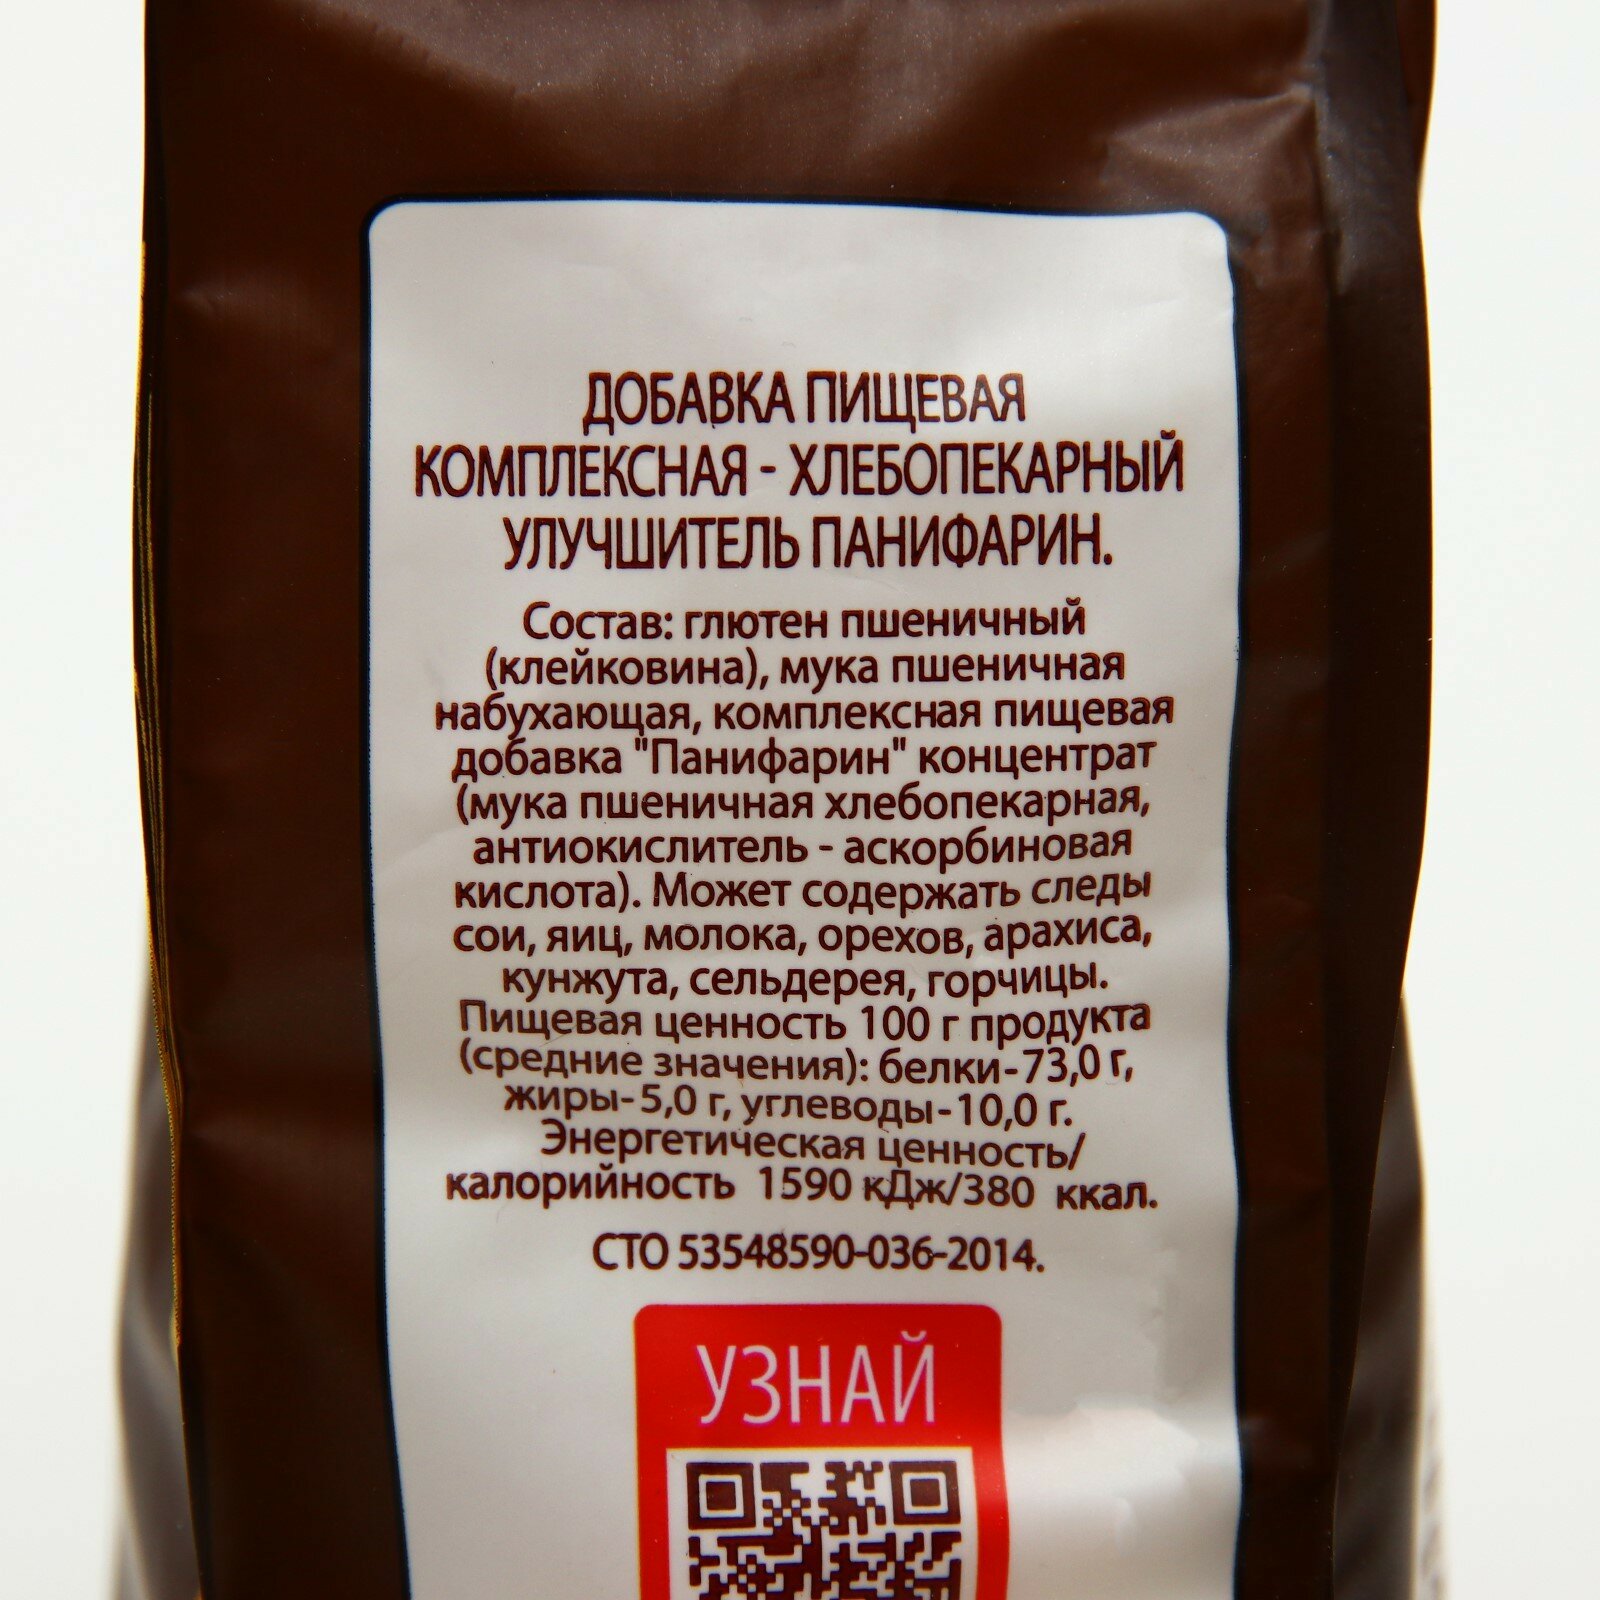 ДОБАВКА ПИЩЕВАЯ
КОМПЛЕКСНАЯ - ХЛЕБОПЕКАРНЫЙ
УЛУЧШИТЕЛЬ ПАНИФАРИН.
Состав: глютен пшеничный
(клейковина), мука пшеничная
набухающая, комплексная пищевая
добавка "Панифарин" концентрат
(мука пшеничная хлебопекарная,
антиокислитель - аскорбиновая
кислота). Может содержать следы
сои, яиц, молока, орехов, арахиса,
кунжута, сельдерея, горчицы.
Пищевая ценность 100 г продукта
(средние значения): белки-73,0 г,
жиры-5,0 г, углеводы-10,0 г.
Энергетическая ценность/
калорийность 1590 кДж/380 ккал.
СТО 53548590-036-2014.
УЗНАЙ